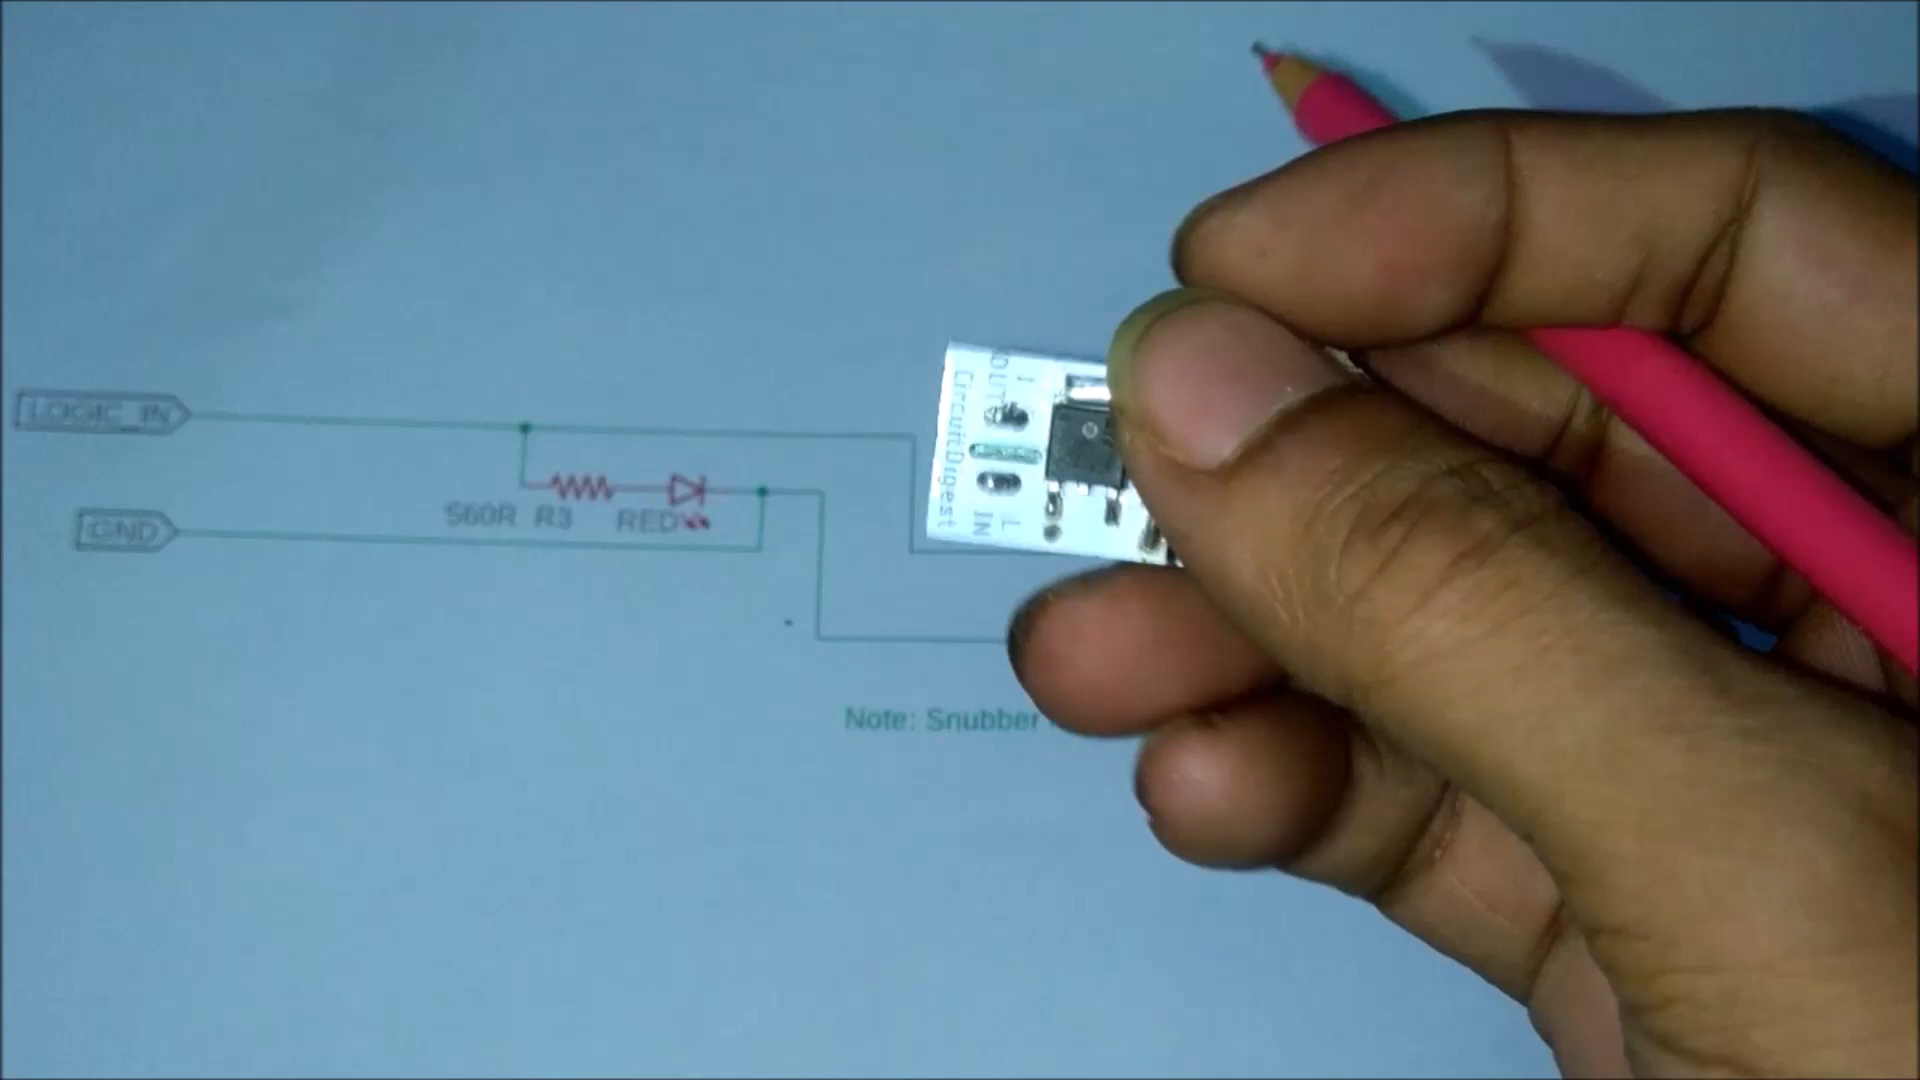 LOGIC_IN
GND
560R R3 RED
Note: Snubber
L OUT
CircuitDigest
L IN